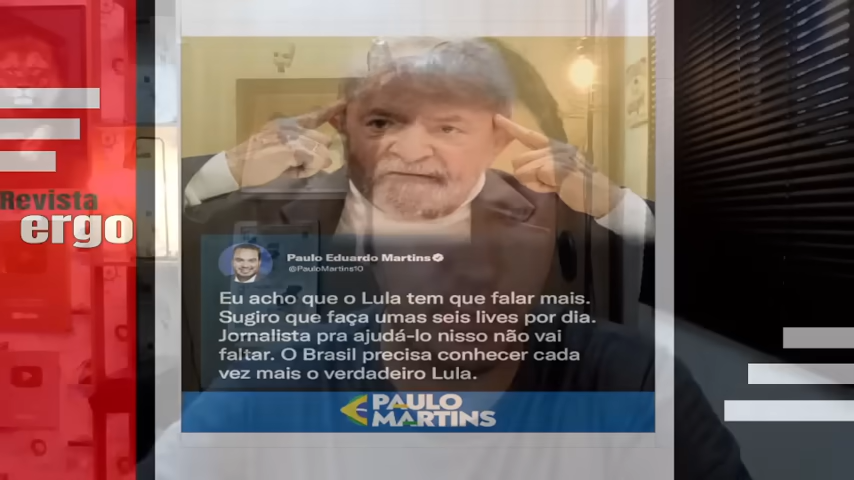 Revista
ergo
Paulo Eduardo Martins
@PauloMartins10
Eu acho que o Lula tem que falar mais.
Sugiro que faça umas seis lives por dia.
Jornalista pra ajudá-lo nisso não vai
faltar. O Brasil precisa conhecer cada
vez mais o verdadeiro Lula.
PAULO
MARTINS